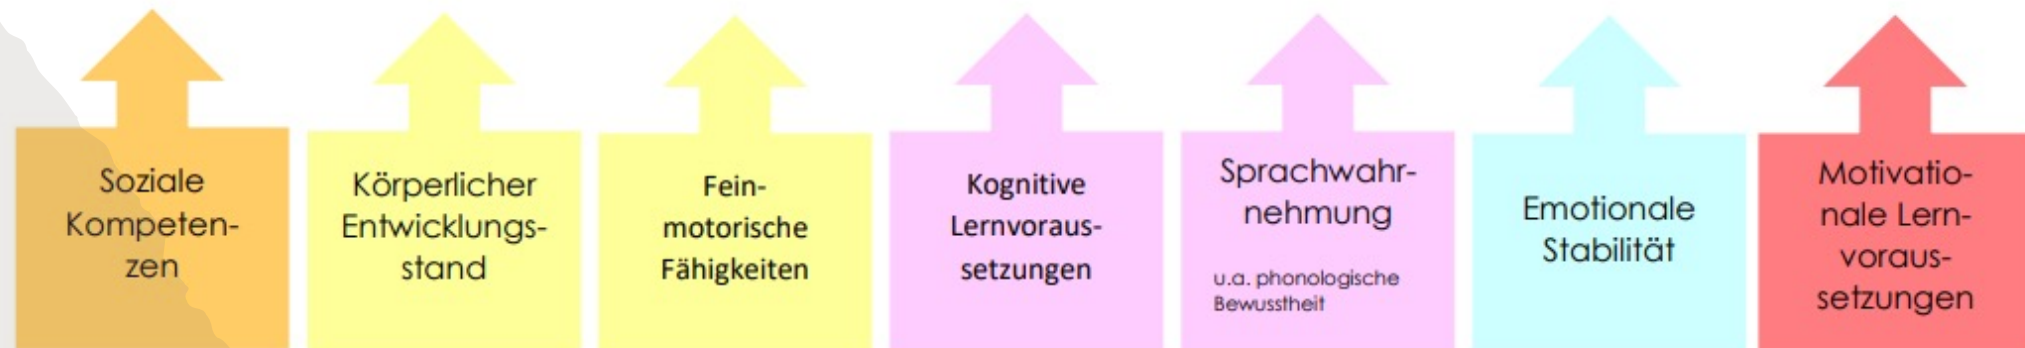 Soziale
Kompeten-
zen
Körperlicher
Entwicklungs-
stand
Fein-
motorische
Fähigkeiten
Kognitive
Lernvoraus-
setzungen
Sprachwahr-
nehmung
u.a. phonologische
Bewusstheit
Emotionale
Stabilität
Motivatio-
nale Lern-
voraus-
setzungen